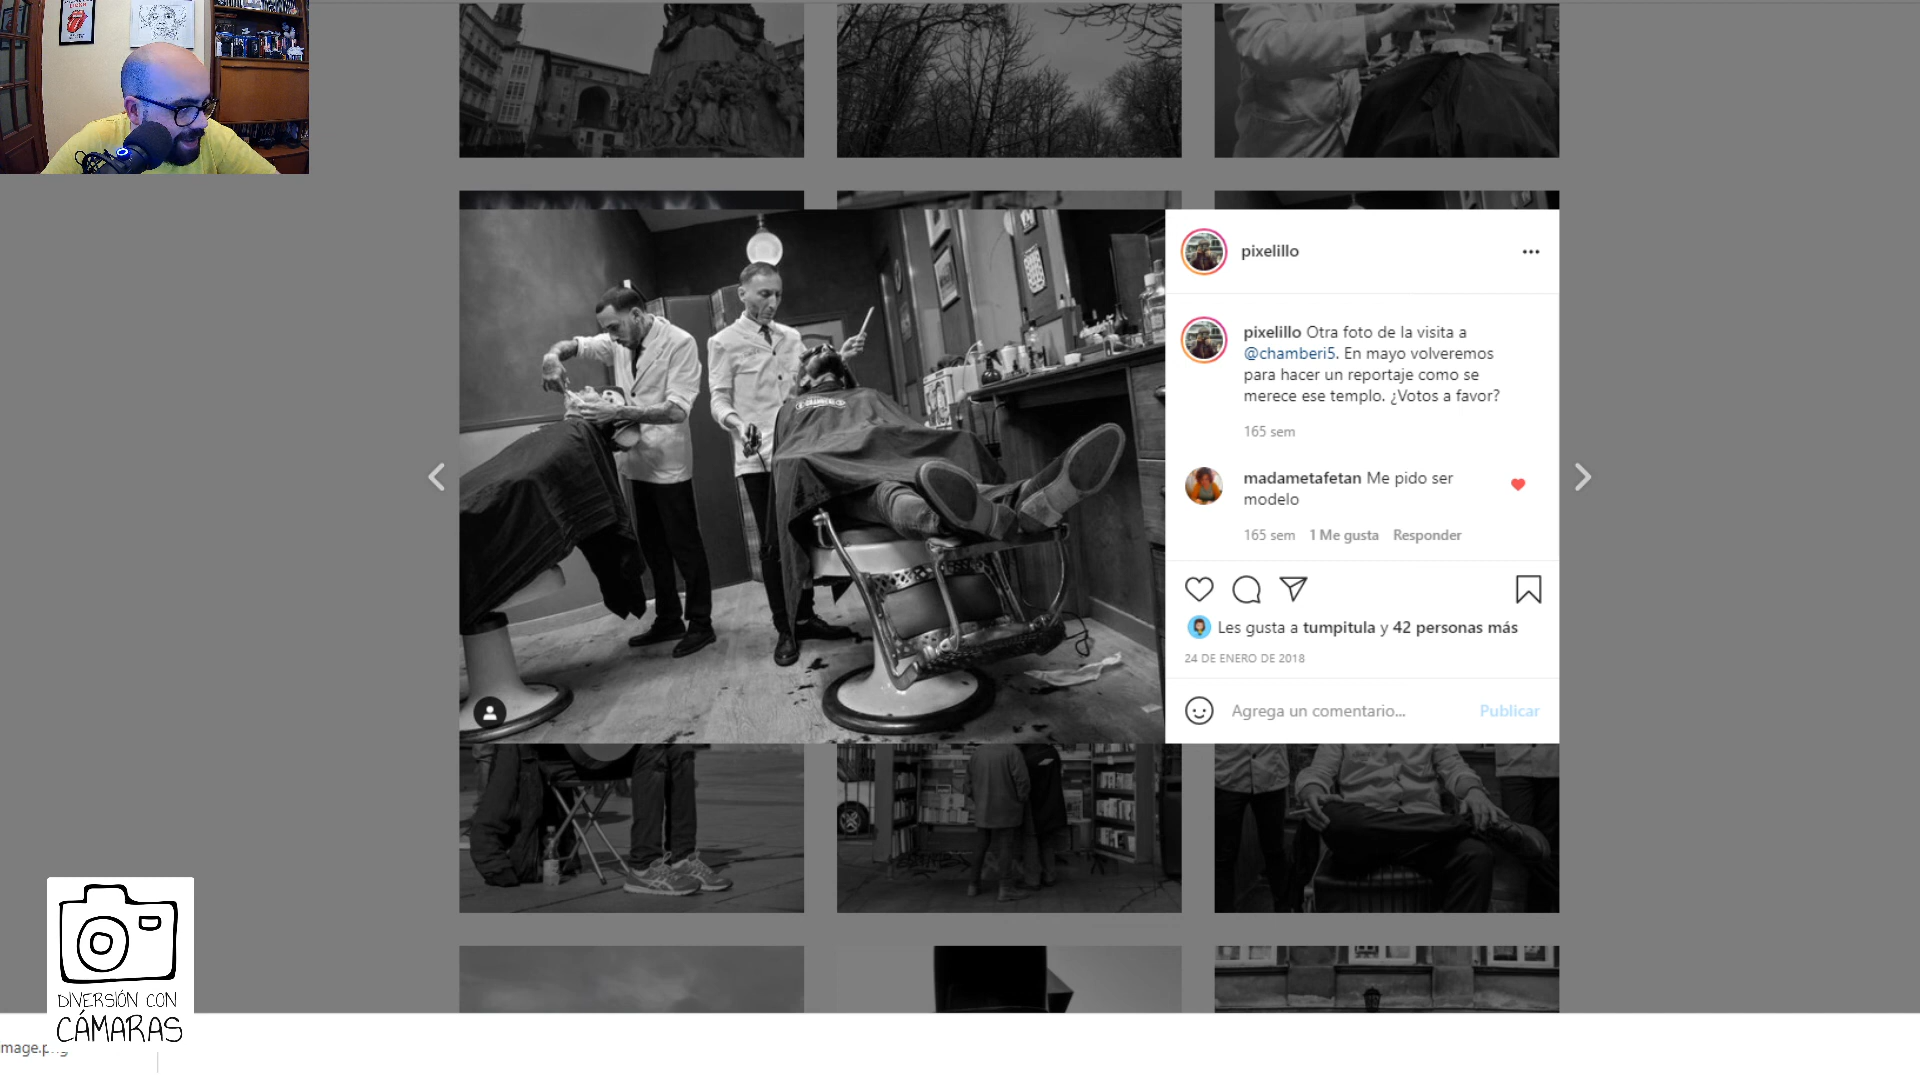 pixelillo
pixelillo Otra foto de la visita a
@chamberi5. En mayo volveremos
para hacer un reportaje como se
merece ese templo. ¿Votos a favor?
165 sem
madametafetan Me pido ser
modelo
165 sem 1 Me gusta Responder
Les gusta a tumpitula y 42 personas más
24 DE ENERO DE 2018
Agrega un comentario... Publicar
DIVERSIÓN CON
CÁMARAS